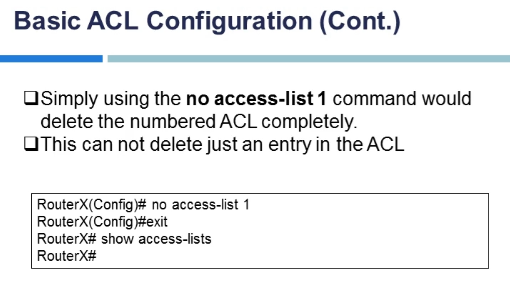 Basic ACL Configuration (Cont.)
❑Simply using the no access-list 1 command would
delete the numbered ACL completely.
❑This can not delete just an entry in the ACL
RouterX(Config)# no access-list 1
RouterX(Config)#exit
RouterX# show access-lists
RouterX#